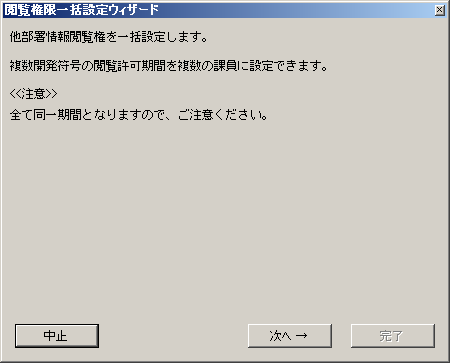 閲覧権限一括設定ウィザード
他部署情報閲覧権を一括設定します。
複数開発符号の閲覧許可期間を複数の課員に設定できます。
<<注意>>
全て同一期間となりますので、ご注意ください。
中止
次へ →
完了